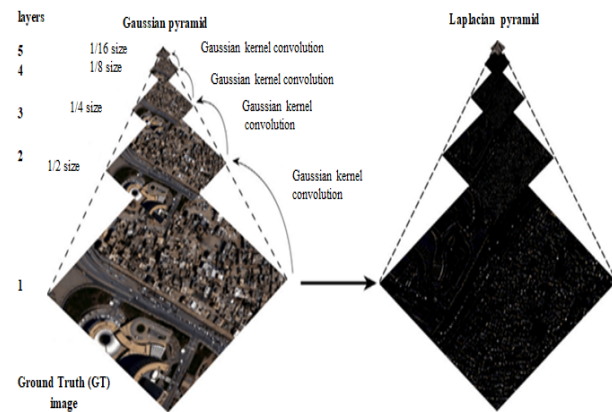 layers
Gaussian pyramid
Laplacian pyramid
5
1/16 size
Gaussian kernel convolution
4
1/8 size
Gaussian kernel convolution
3
1/4 size
Gaussian kernel
convolution
2
1/2 size
Gaussian kernel
convolution
1
Ground Truth (GT)
image